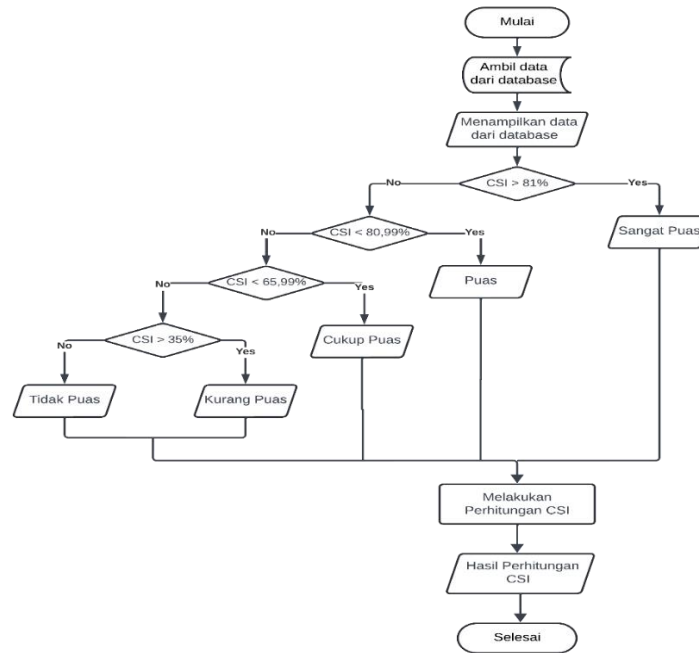 Mulai
Ambil data
dari database
Menampilkan data
dari database
CSI > 81%
No
Yes
CSI < 80,99%
Sangat Puas
No
Yes
CSI < 65,99%
Puas
No
Yes
CSI > 35%
Cukup Puas
No
Yes
Tidak Puas
Kurang Puas
Melakukan
Perhitungan CSI
Hasil Perhitungan
CSI
Selesai